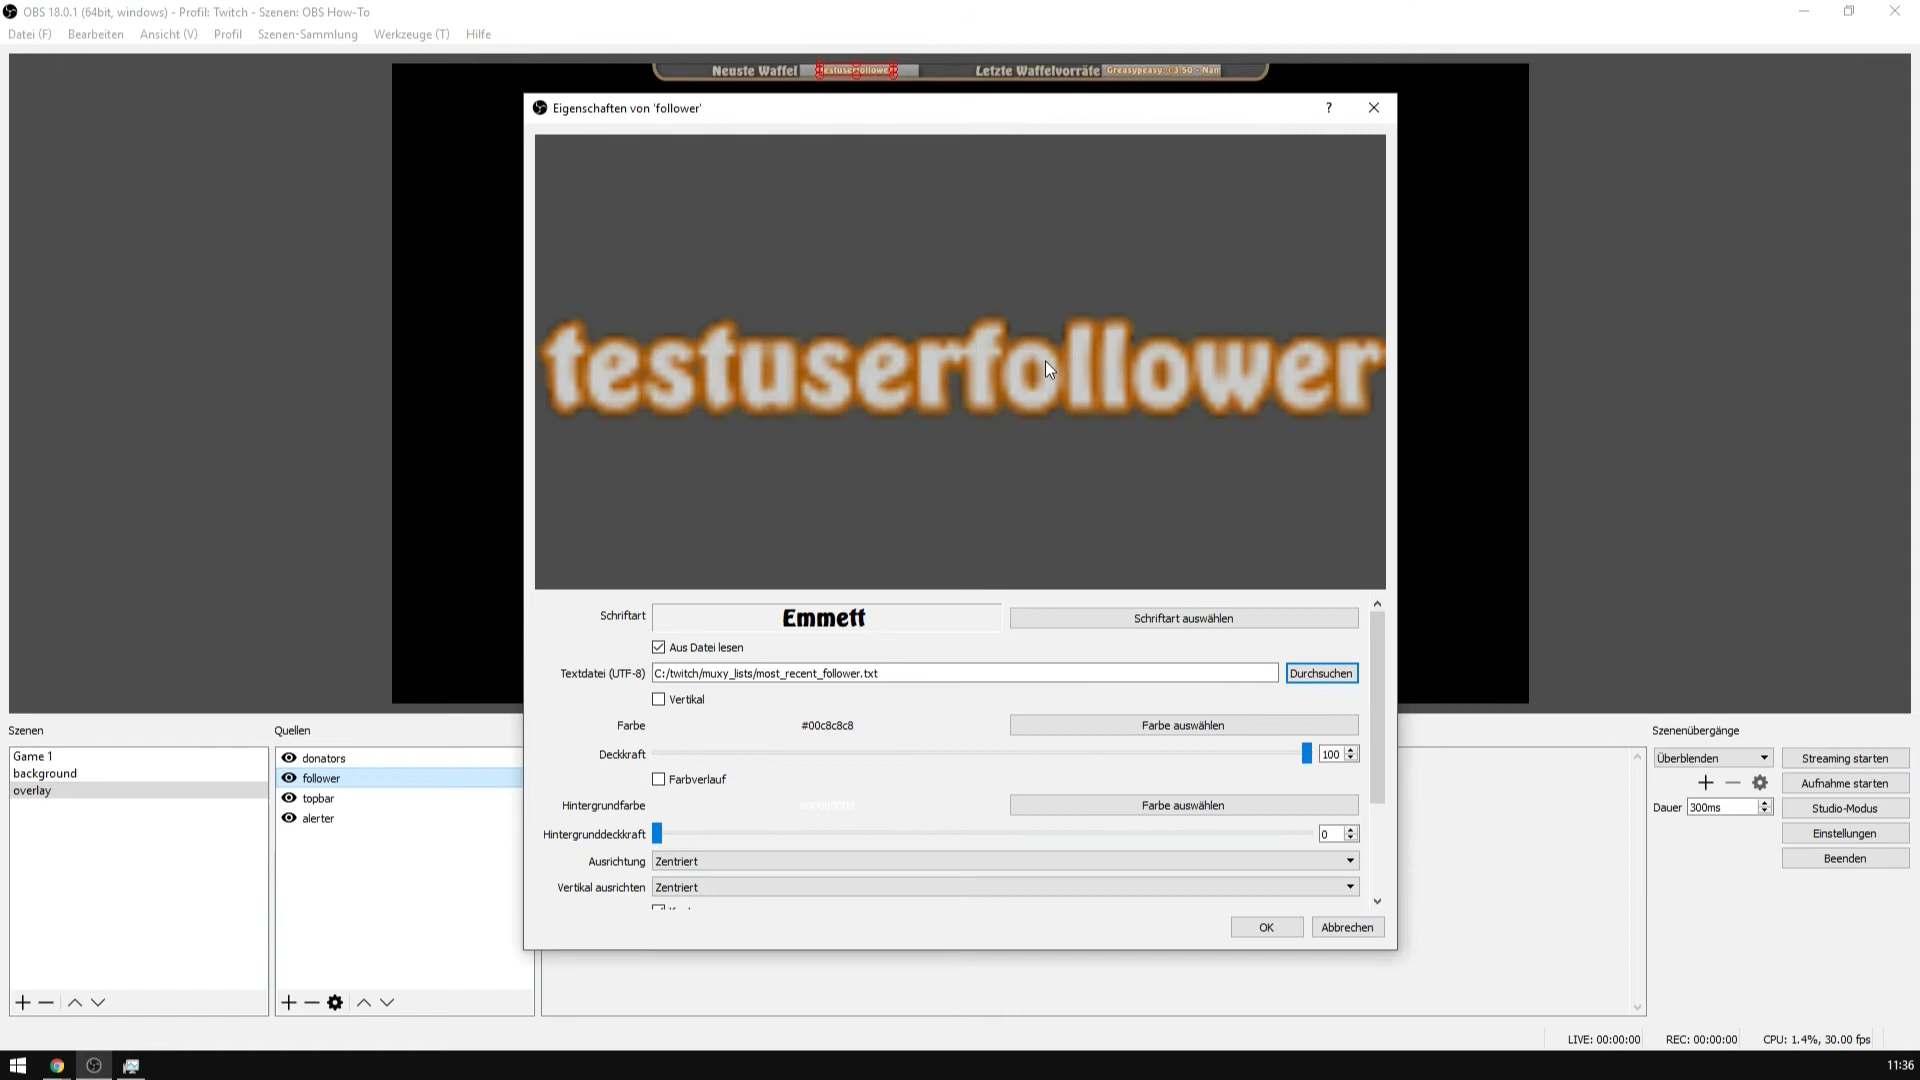 OBS 18.0.1 (64bit, windows) - Profil: Twitch - Szenen: OBS How-To
Datei (F) Bearbeiten Ansicht (V) Profil Szenen-Sammlung Werkzeuge (T) Hilfe
Neuste Waffel testuserfollower Letzte Waffelvorräte Greasypeasy: €3.50 - Nan
Eigenschaften von 'follower'
?
testuserfollower
Schriftart Emmett Schriftart auswählen
Aus Datei lesen
Textdatei (UTF-8) C:/twitch/muxy_lists/most_recent_follower.txt Durchsuchen
Vertikal
Farbe #00c8c8c8 Farbe auswählen
Deckkraft 100
Farbverlauf
Hintergrundfarbe Farbe auswählen
Hintergrunddeckkraft 0
Ausrichtung Zentriert
Vertikal ausrichten Zentriert
OK Abbrechen
Szenen
Game 1
background
overlay
Quellen
donators
follower
topbar
alerter
Szenenübergänge
Überblenden
Dauer 300ms
Streaming starten
Aufnahme starten
Studio-Modus
Einstellungen
Beenden
LIVE: 00:00:00 REC: 00:00:00 CPU: 1.4%, 30.00 fps
11:36